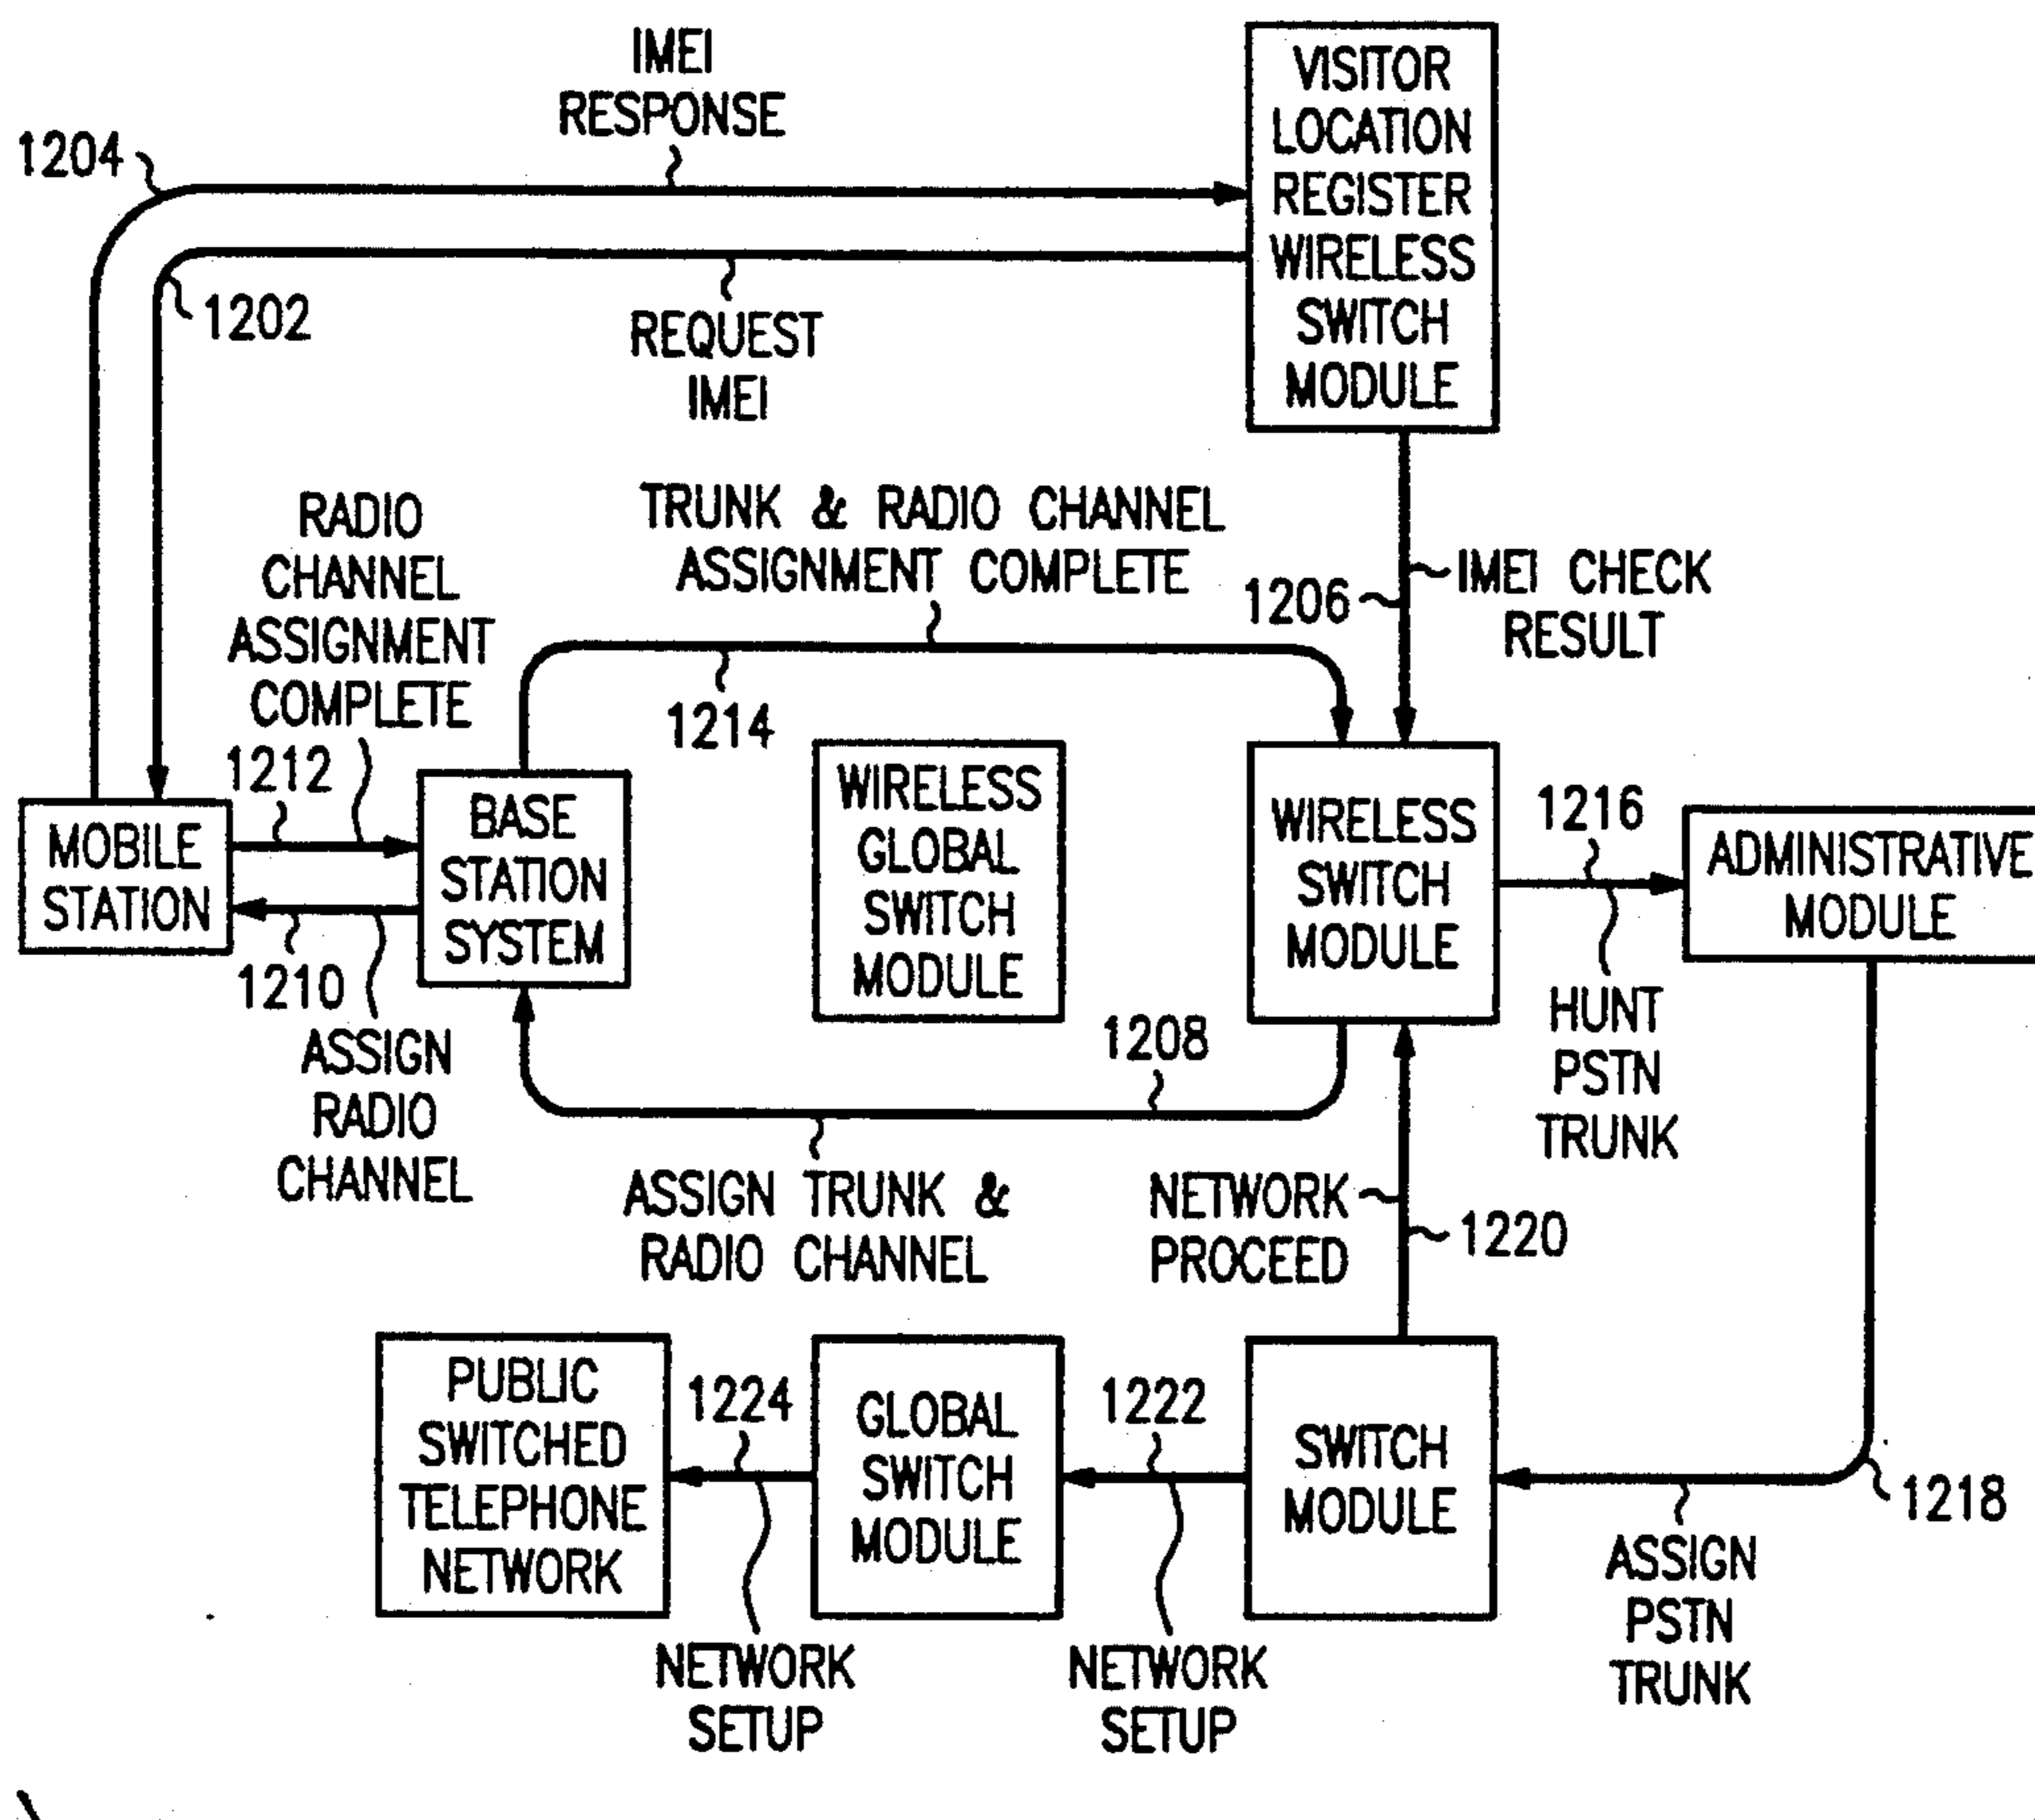 IMEI
RESPONSE
1204
1202
REQUEST
IMEI
VISITOR
LOCATION
REGISTER
WIRELESS
SWITCH
MODULE
RADIO
CHANNEL
ASSIGNMENT
COMPLETE
1212
TRUNK & RADIO CHANNEL
ASSIGNMENT COMPLETE
1214
1206
IMEI CHECK
RESULT
MOBILE
STATION
BASE
STATION
SYSTEM
WIRELESS
GLOBAL
SWITCH
MODULE
WIRELESS
SWITCH
MODULE
1216
ADMINISTRATIVE
MODULE
1210
ASSIGN
RADIO
CHANNEL
1208
HUNT
PSTN
TRUNK
ASSIGN TRUNK &
RADIO CHANNEL
NETWORK
PROCEED
1220
PUBLIC
SWITCHED
TELEPHONE
NETWORK
1224
GLOBAL
SWITCH
MODULE
1222
SWITCH
MODULE
1218
NETWORK
SETUP
NETWORK
SETUP
ASSIGN
PSTN
TRUNK